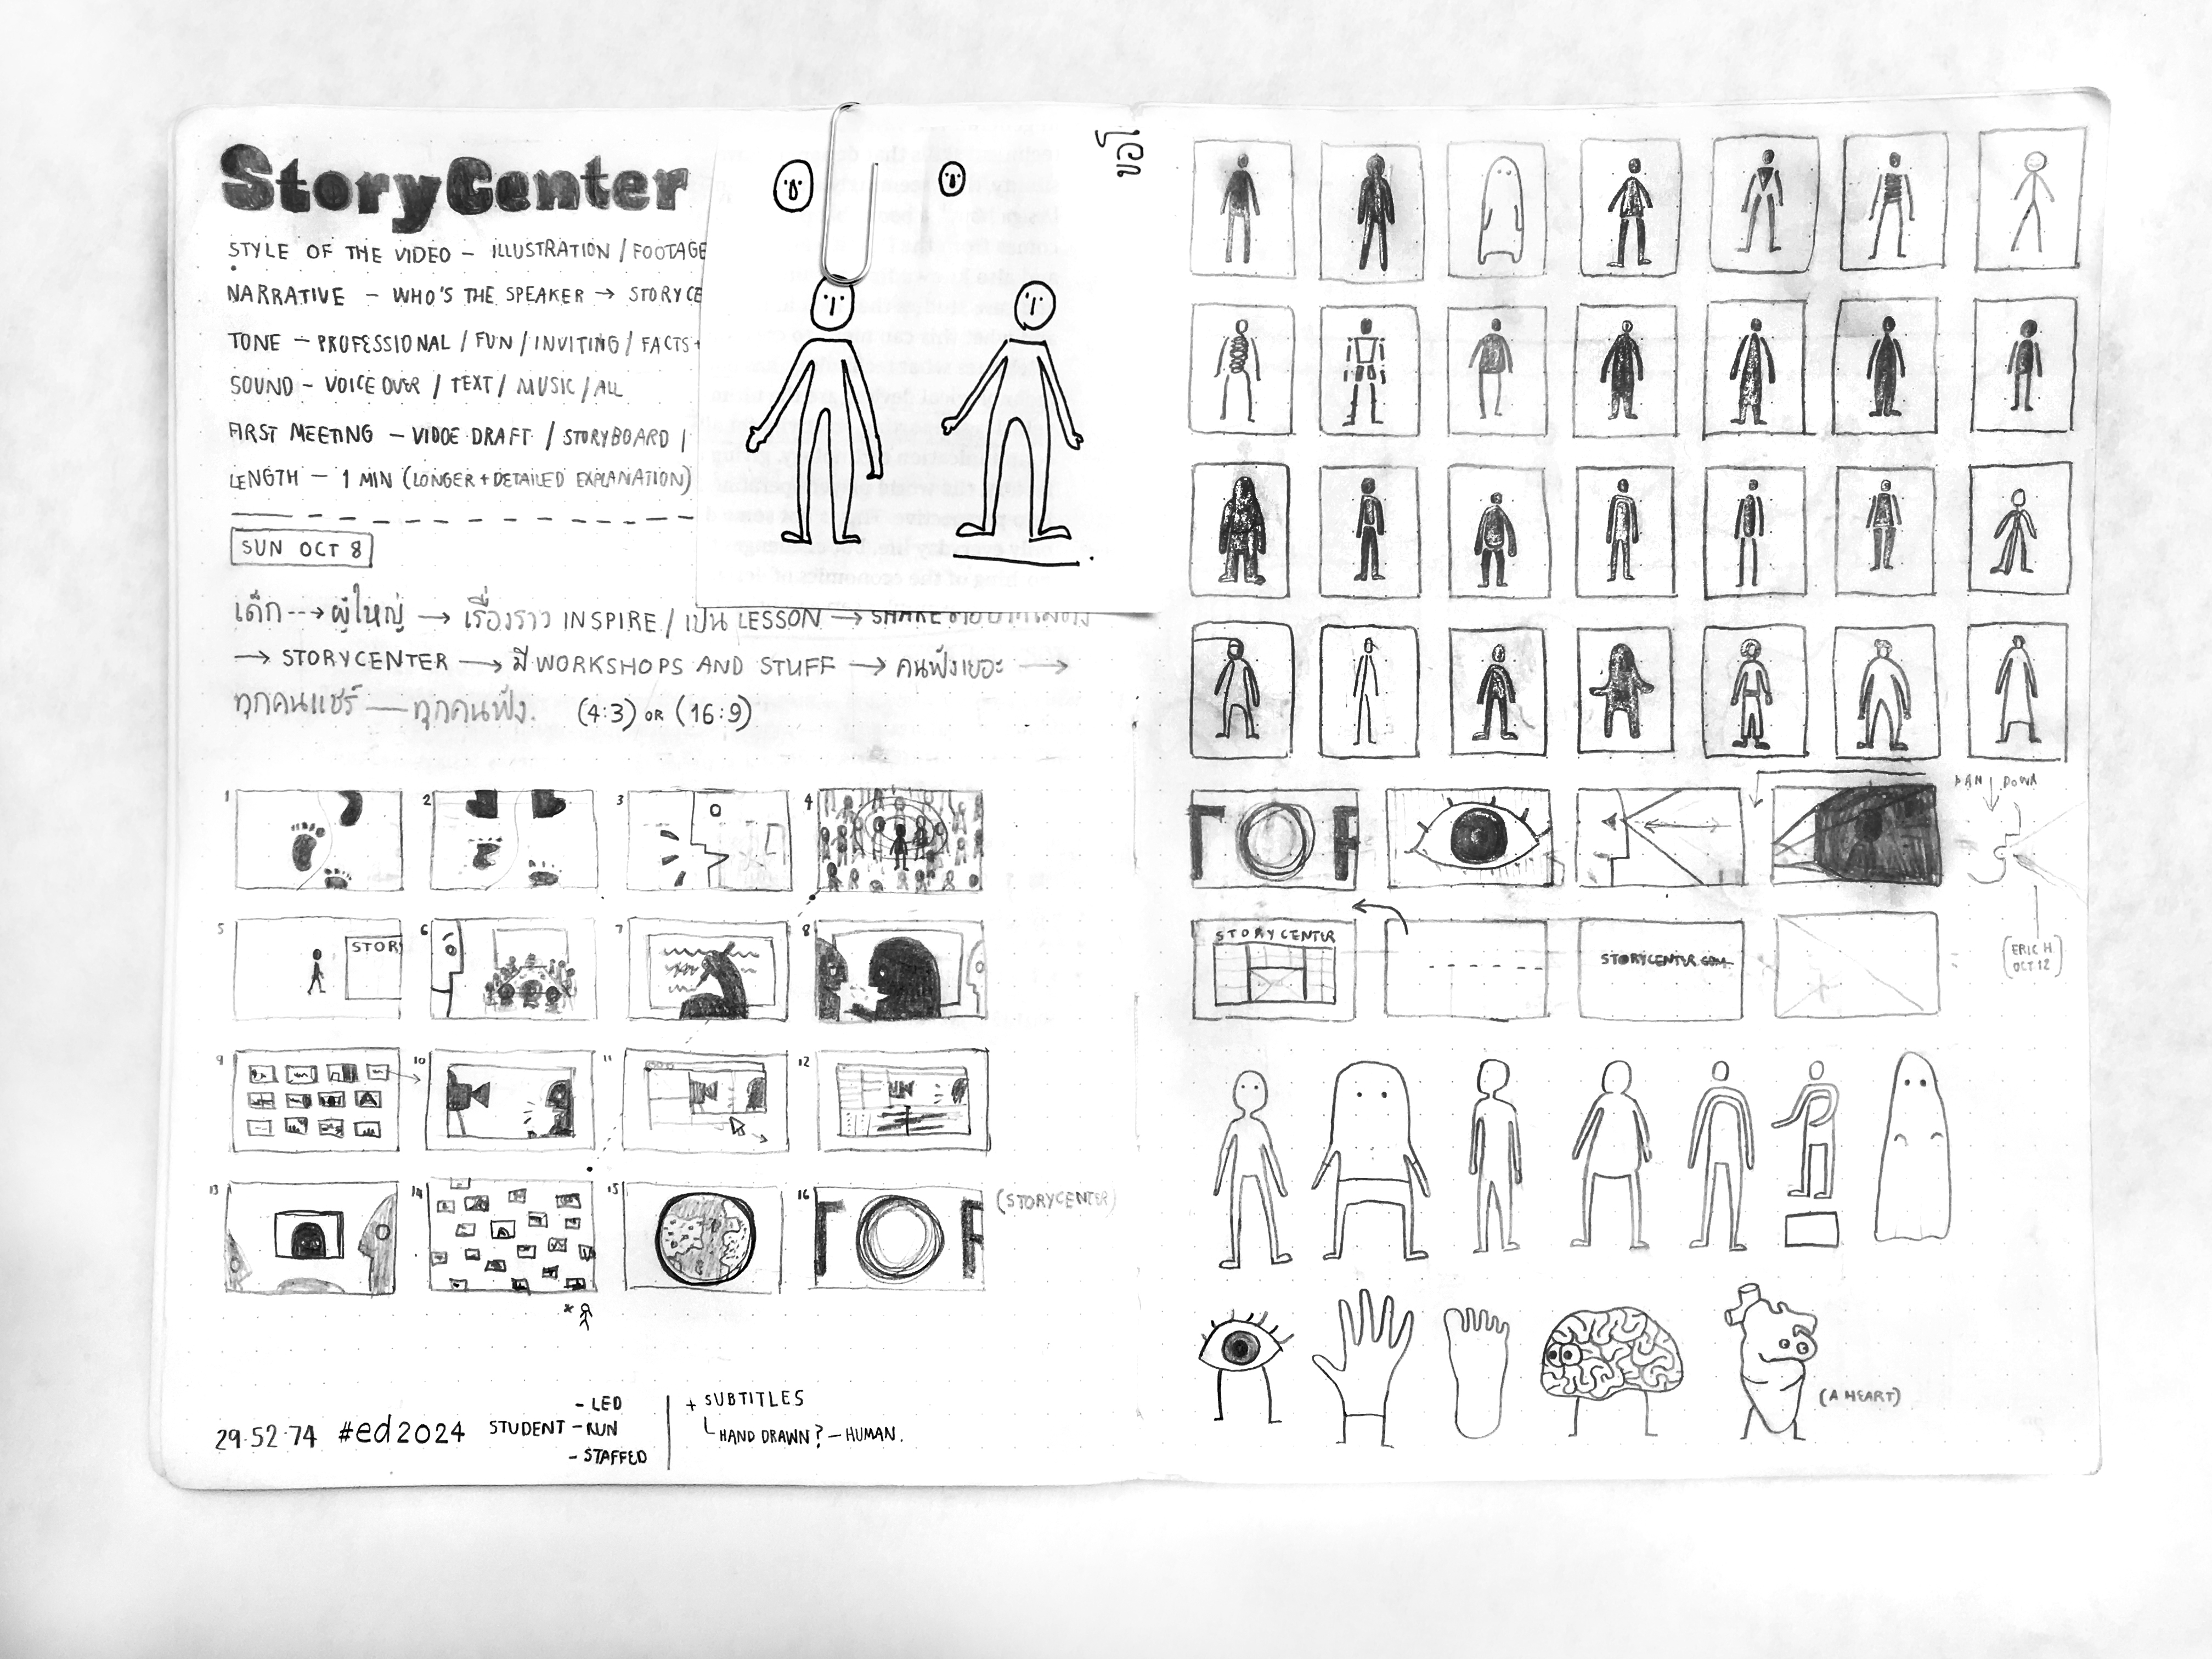 StoryCenter
STYLE OF THE VIDEO – ILLUSTRATION / FOOTAGE
NARRATIVE – WHO'S THE SPEAKER → STORYCE
TONE – PROFESSIONAL / FUN / INVITING / FACTS +
SOUND – VOICE OVER / TEXT / MUSIC / ALL
FIRST MEETING – VIDOE DRAFT / STORYBOARD |
LENGTH – 1 MIN (LONGER + DETAILED EXPLANATION)
SUN OCT 8
เด็ก --→ ผู้ใหญ่ → เรื่องราว INSPIRE / เป็น LESSON → SHARE
→ STORYCENTER → มี WORKSHOPS AND STUFF → คนฟังเยอะ →
ทุกคนแชร์ — ทุกคนฟัง. (4:3) OR (16:9)
1 2 3 4
5 STOR 6 7 8
9 10 11 12
13 14 15 16 T O R (STORYCENTER)
29·52·74 #ed2024 STUDENT
- LED
- RUN
- STAFFED
+ SUBTITLES
HAND DRAWN? – HUMAN.
ขอโ
T O R
PAN DOWN
STORYCENTER
STORYCENTER.COM
(ERIC H
OCT 12)
(A HEART)